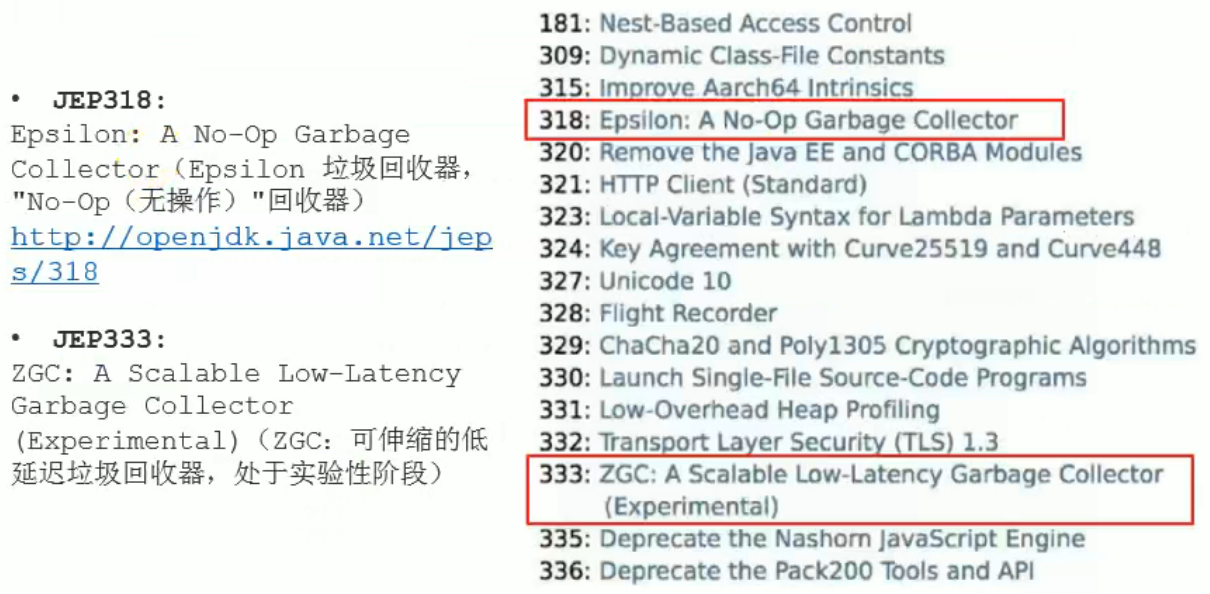 • JEP318:
Epsilon: A No-Op Garbage
Collector（Epsilon 垃圾回收器，
"No-Op（无操作）"回收器）
http://openjdk.java.net/jep
s/318
• JEP333:
ZGC: A Scalable Low-Latency
Garbage Collector
(Experimental)（ZGC：可伸缩的低
延迟垃圾回收器，处于实验性阶段）
181: Nest-Based Access Control
309: Dynamic Class-File Constants
315: Improve Aarch64 Intrinsics
318: Epsilon: A No-Op Garbage Collector
320: Remove the Java EE and CORBA Modules
321: HTTP Client (Standard)
323: Local-Variable Syntax for Lambda Parameters
324: Key Agreement with Curve25519 and Curve448
327: Unicode 10
328: Flight Recorder
329: ChaCha20 and Poly1305 Cryptographic Algorithms
330: Launch Single-File Source-Code Programs
331: Low-Overhead Heap Profiling
332: Transport Layer Security (TLS) 1.3
333: ZGC: A Scalable Low-Latency Garbage Collector
(Experimental)
335: Deprecate the Nashorn JavaScript Engine
336: Deprecate the Pack200 Tools and API